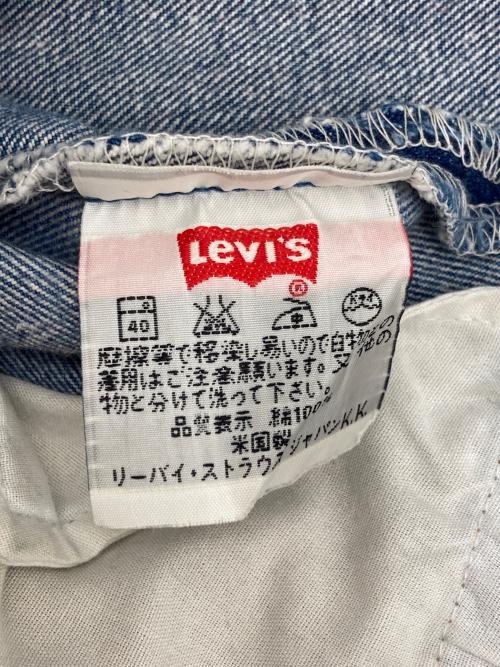 Levi's
R
40 中 ドライ
摩擦等で移染し易いので白物との
着用はご注意願います。又他の
物と分けて洗って下さい。
品質表示 綿100%
米国製
リーバイ・ストラウス ジャパンK.K.